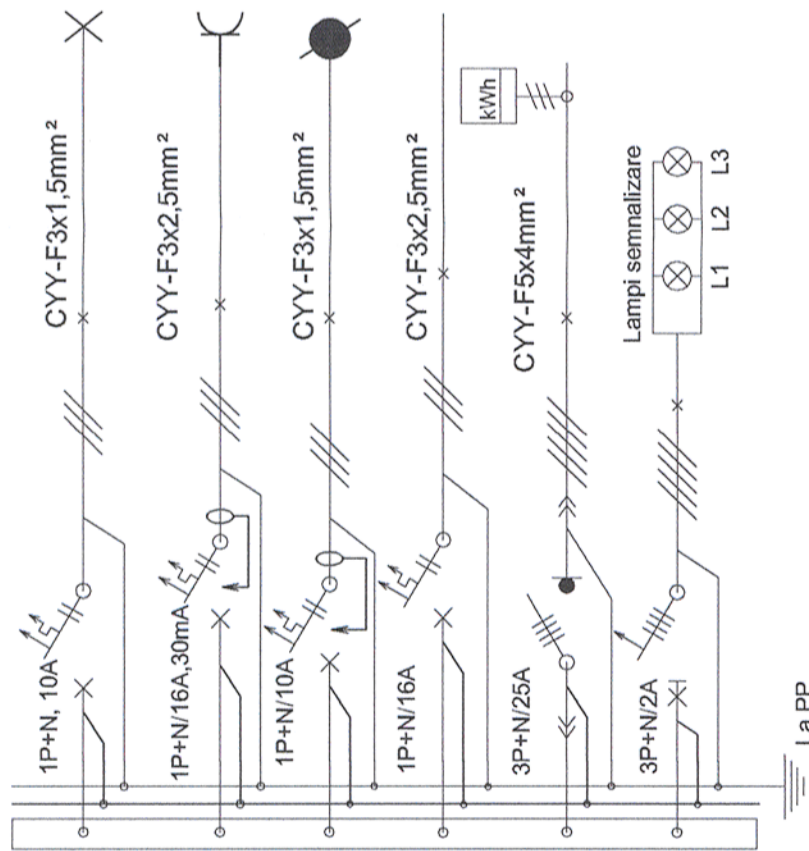 CYY-F3x1,5mm²
1P+N, 10A
CYY-F3x2,5mm²
1P+N/16A,30mA
CYY-F3x1,5mm²
1P+N/10A
CYY-F3x2,5mm²
1P+N/16A
kWh
CYY-F5x4mm²
3P+N/25A
Lampi semnalizare
L1
L2
L3
3P+N/2A
La PP